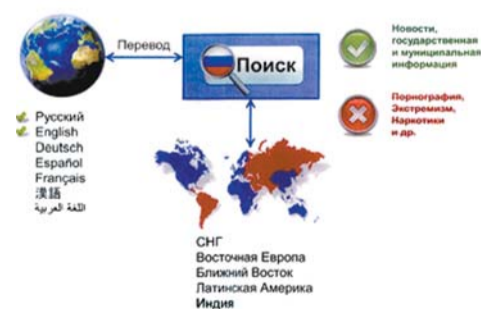 Перевод
Поиск
Новости,
государственная
и муниципальная
информация
Порнография,
Экстремизм,
Наркотики
и др.
Русский
English
Deutsch
Español
Français
漢語
اللغة العربية
СНГ
Восточная Европа
Ближний Восток
Латинская Америка
Индия